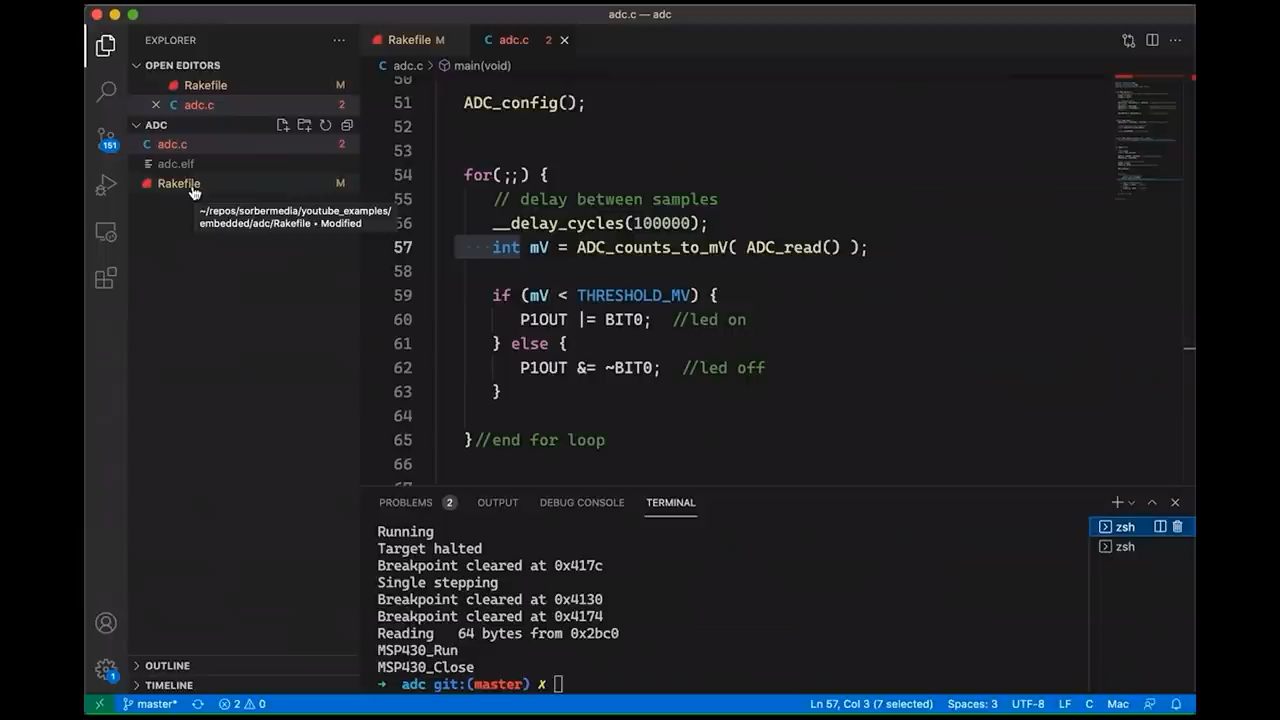 adc.c — adc
EXPLORER
OPEN EDITORS
Rakefile M
adc.c 2
ADC
adc.c 2
adc.elf
Rakefile M
~/repos/sorbermedia/youtube_examples/
embedded/adc/Rakefile • Modified
151
1
OUTLINE
TIMELINE
Rakefile M
adc.c 2
adc.c > main(void)
50
51 ADC_config();
52
53
54 for(;;) {
55 // delay between samples
56 __delay_cycles(100000);
57 int mV = ADC_counts_to_mV( ADC_read() );
58
59 if (mV < THRESHOLD_MV) {
60 P1OUT |= BIT0; //led on
61 } else {
62 P1OUT &= ~BIT0; //led off
63 }
64
65 }//end for loop
66
PROBLEMS 2 OUTPUT DEBUG CONSOLE TERMINAL
zsh
zsh
Running
Target halted
Breakpoint cleared at 0x417c
Single stepping
Breakpoint cleared at 0x4130
Breakpoint cleared at 0x4174
Reading 64 bytes from 0x2bc0
MSP430_Run
MSP430_Close
→ adc git:(master) ✗
master* 2 0 Ln 57, Col 3 (7 selected) Spaces: 3 UTF-8 LF C Mac